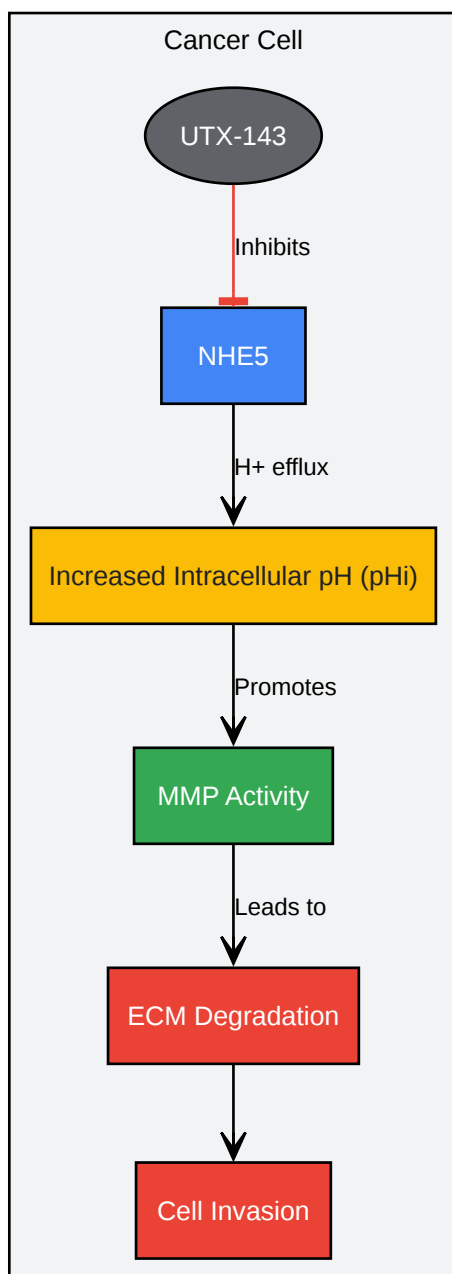 Cancer Cell
UTX-143
Inhibits
NHE5
H+ efflux
Increased Intracellular pH (pHi)
Promotes
MMP Activity
Leads to
ECM Degradation
Cell Invasion